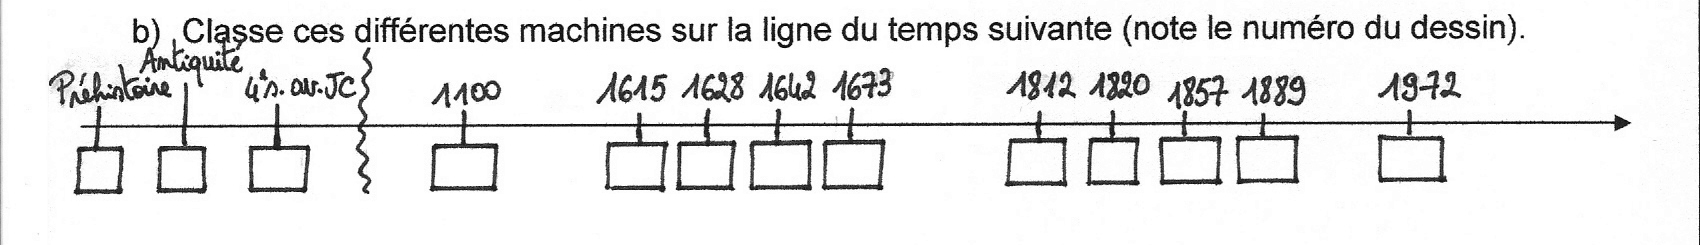 b) Classe ces différentes machines sur la ligne du temps suivante (note le numéro du dessin).
Antiquité
Préhistoire 4è s. av. JC 1100 1615 1628 1642 1673 1812 1820 1857 1889 1972